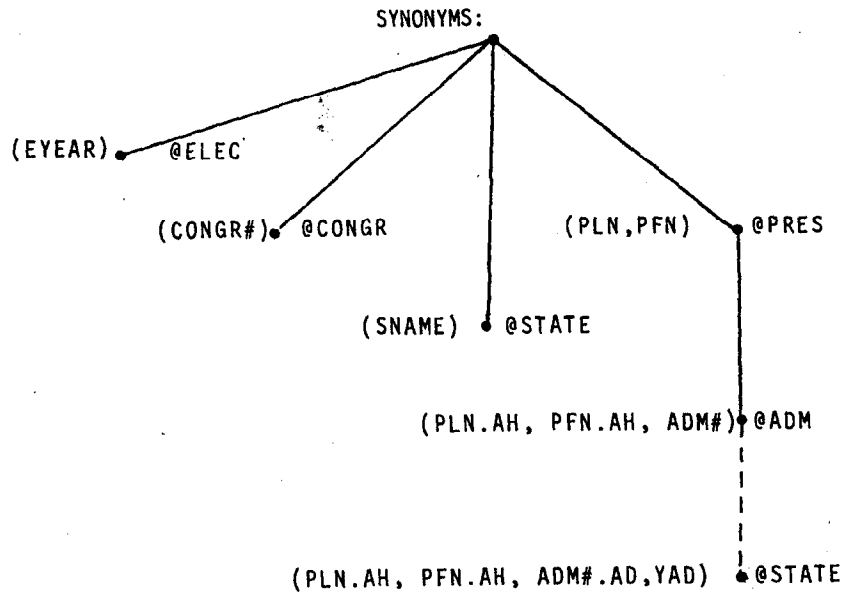 SYNONYMS:
(EYEAR) @ELEC
(CONGR#) @CONGR
(PLN,PFN) @PRES
(SNAME) @STATE
(PLN.AH, PFN.AH, ADM#) @ADM
(PLN.AH, PFN.AH, ADM#.AD,YAD) @STATE